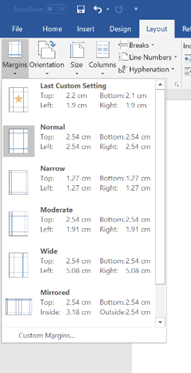 AutoSave Off
File Home Insert Design Layout Re
Margins Orientation Size Columns
Breaks
Line Numbers
Hyphenation
Ind
Last Custom Setting
Top: 2.2 cm Bottom: 2.1 cm
Left: 1.9 cm Right: 1.9 cm
Normal
Top: 2.54 cm Bottom: 2.54 cm
Left: 2.54 cm Right: 2.54 cm
Narrow
Top: 1.27 cm Bottom: 1.27 cm
Left: 1.27 cm Right: 1.27 cm
Moderate
Top: 2.54 cm Bottom: 2.54 cm
Left: 1.91 cm Right: 1.91 cm
Wide
Top: 2.54 cm Bottom: 2.54 cm
Left: 5.08 cm Right: 5.08 cm
Mirrored
Top: 2.54 cm Bottom: 2.54 cm
Inside: 3.18 cm Outside: 2.54 cm
Custom Margins...